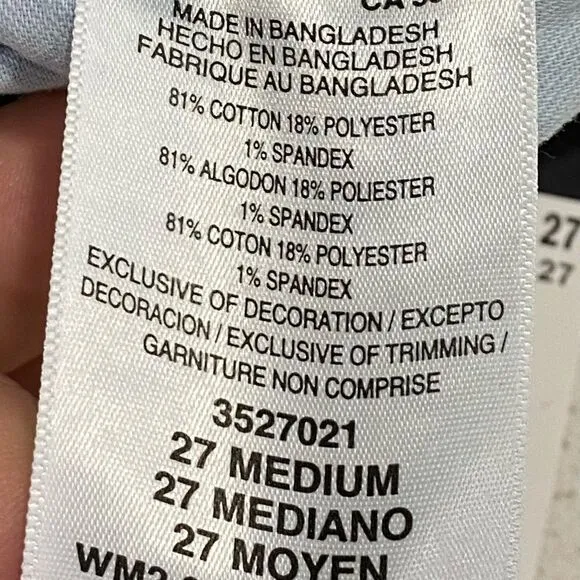 CA
MADE IN BANGLADESH
HECHO EN BANGLADESH
FABRIQUE AU BANGLADESH
81% COTTON 18% POLYESTER
1% SPANDEX
81% ALGODON 18% POLIESTER
1% SPANDEX
81% COTON 18% POLYESTER
1% SPANDEX
EXCLUSIVE OF DECORATION / EXCEPTO
DECORACION / EXCLUSIVE OF TRIMMING /
GARNITURE NON COMPRISE
3527021
27 MEDIUM
27 MEDIANO
27 MOYEN
27
27